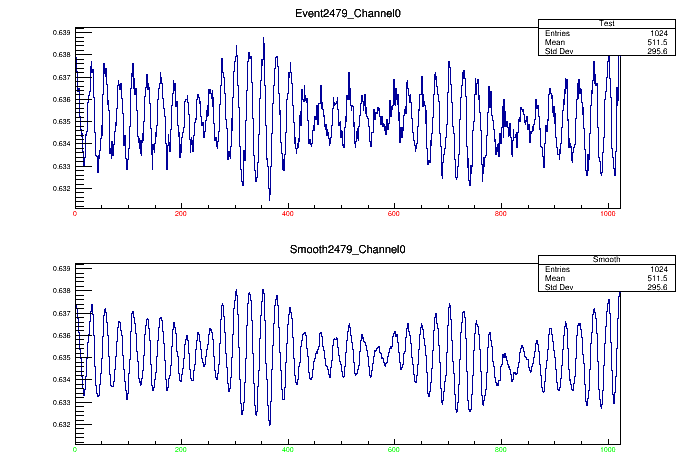 Event2479_Channel0
Test
Entries 1024
Mean 511.5
Std Dev 295.6
0.639
0.638
0.637
0.636
0.635
0.634
0.633
0.632
0 200 400 600 800 1000
Smooth2479_Channel0
Smooth
Entries 1024
Mean 511.5
Std Dev 295.6
0.639
0.638
0.637
0.636
0.635
0.634
0.633
0.632
0 200 400 600 800 1000